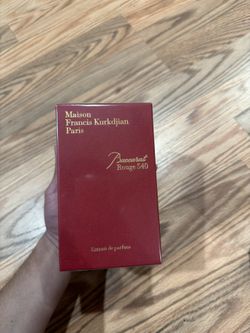 Maison
Francis Kurkdjian
Paris
Baccarat
Rouge 540
Extrait de parfum